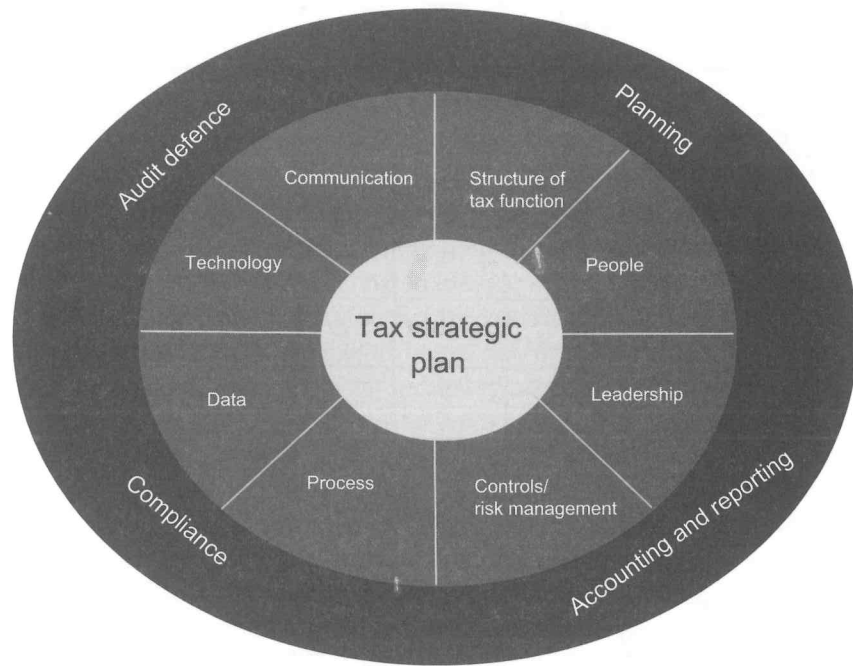 Audit defence
Planning
Communication
Structure of
tax function
Technology
People
Tax strategic
plan
Data
Leadership
Process
Controls/
risk management
Compliance
Accounting and reporting